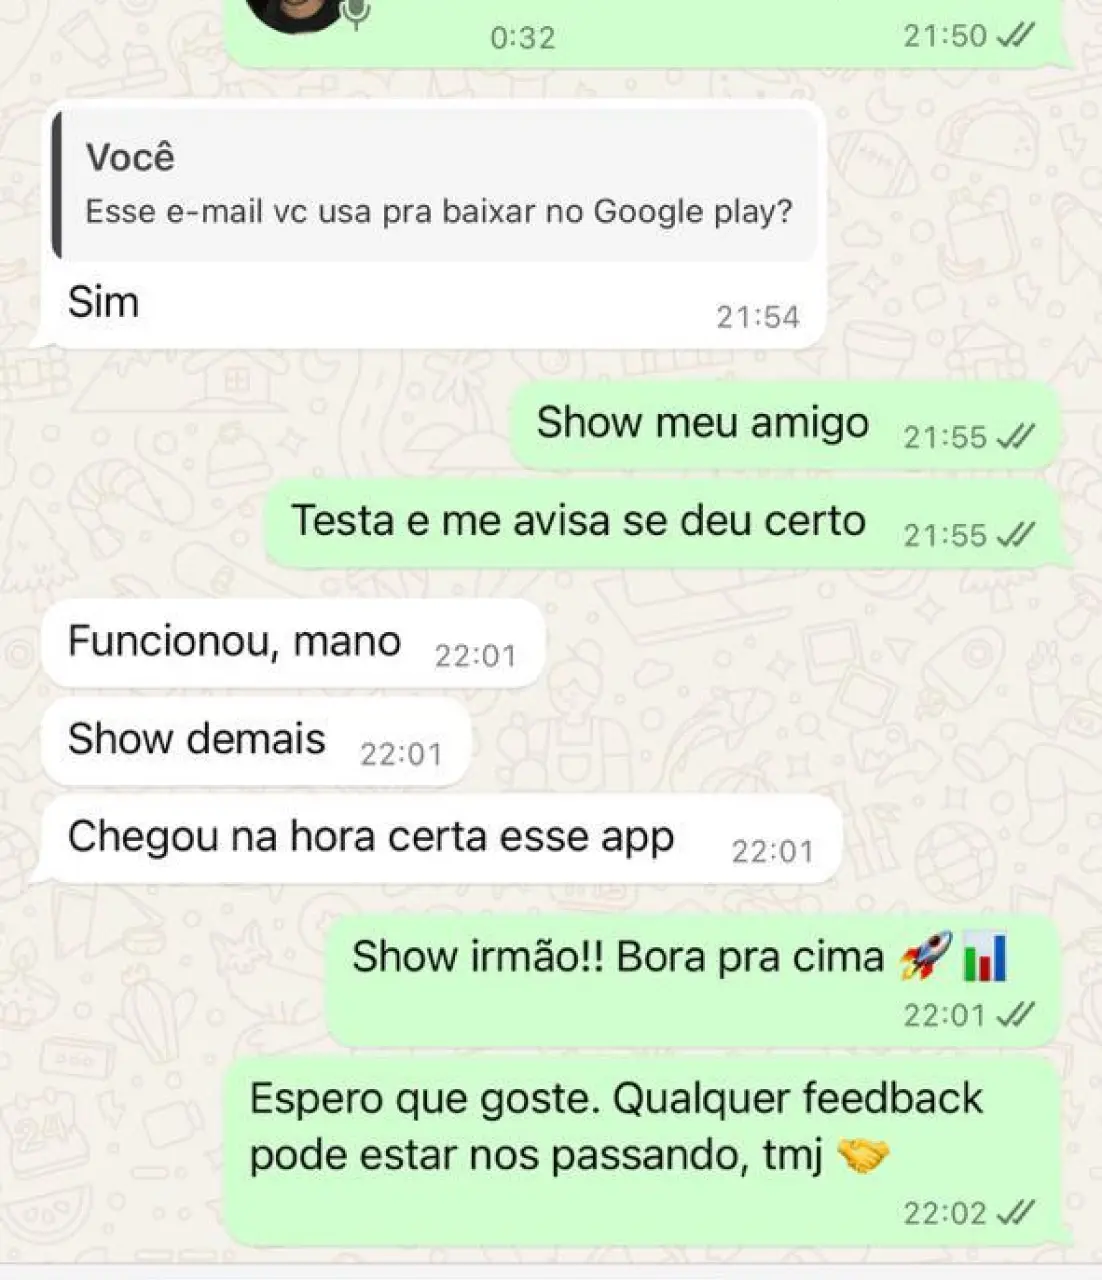 0:32 21:50
Você
Esse e-mail vc usa pra baixar no Google play?
Sim 21:54
Show meu amigo 21:55
Testa e me avisa se deu certo 21:55
Funcionou, mano 22:01
Show demais 22:01
Chegou na hora certa esse app 22:01
Show irmão!! Bora pra cima 🚀📊
22:01
Espero que goste. Qualquer feedback
pode estar nos passando, tmj 🤝
22:02